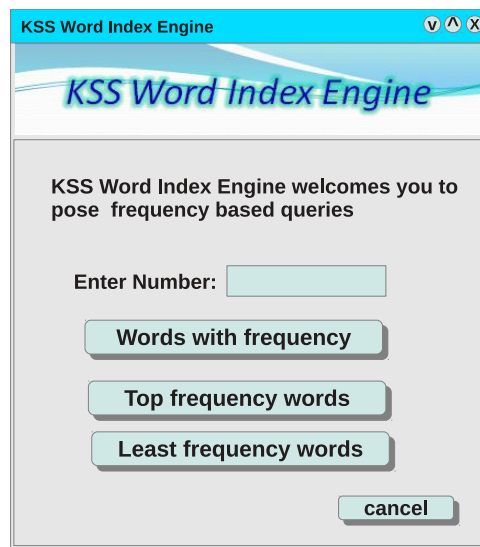 KSS Word Index Engine v ^ X
KSS Word Index Engine
KSS Word Index Engine welcomes you to
pose frequency based queries
Enter Number:
Words with frequency
Top frequency words
Least frequency words
cancel